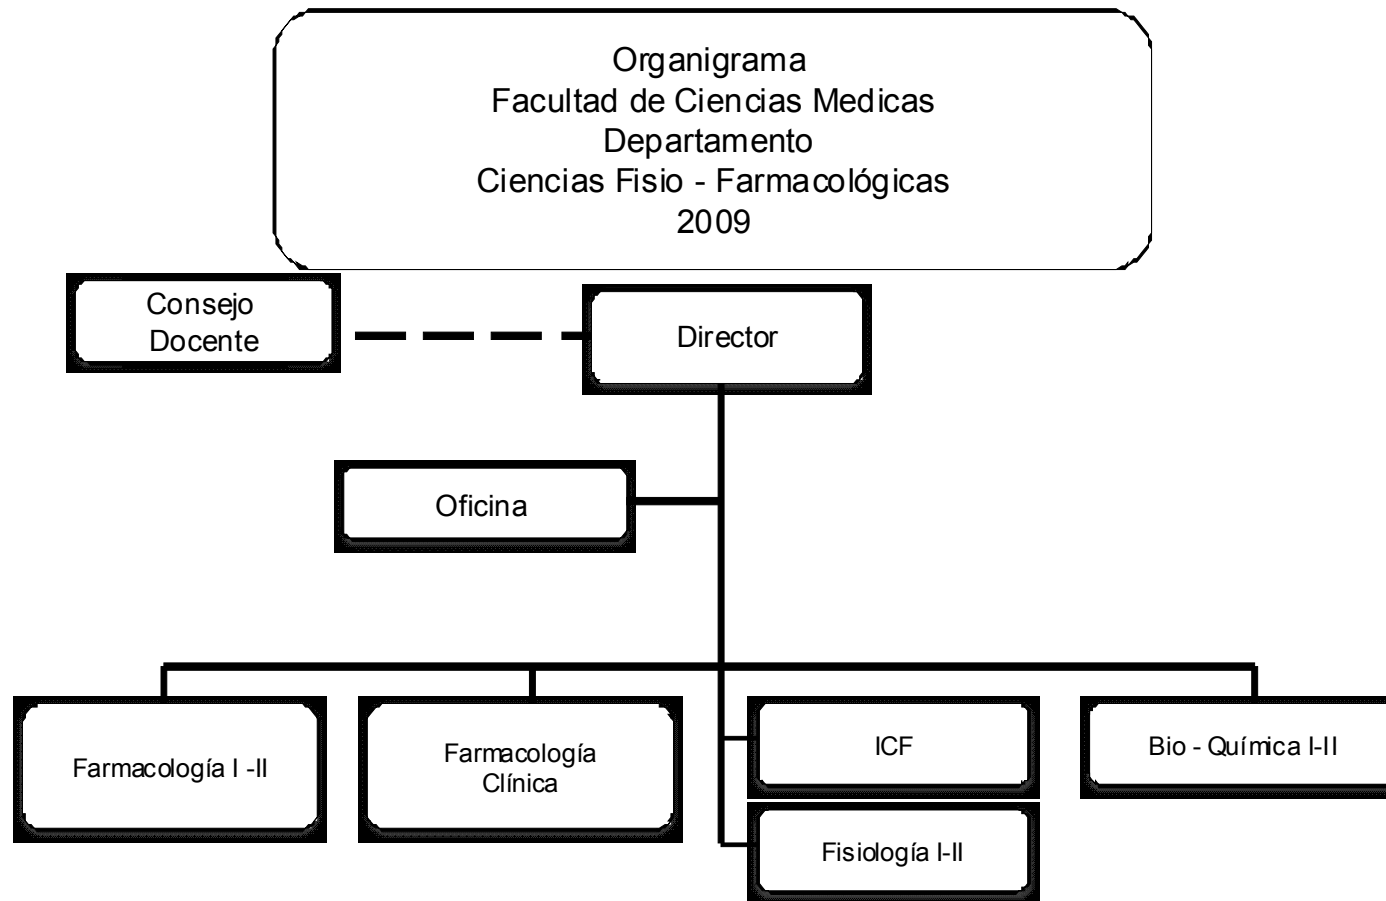 Organigrama
Facultad de Ciencias Medicas
Departamento
Ciencias Fisio - Farmacológicas
2009
Consejo
Docente
Director
Oficina
Farmacología I -II
Farmacología
Clínica
ICF
Bio - Química I-II
Fisiología I-II